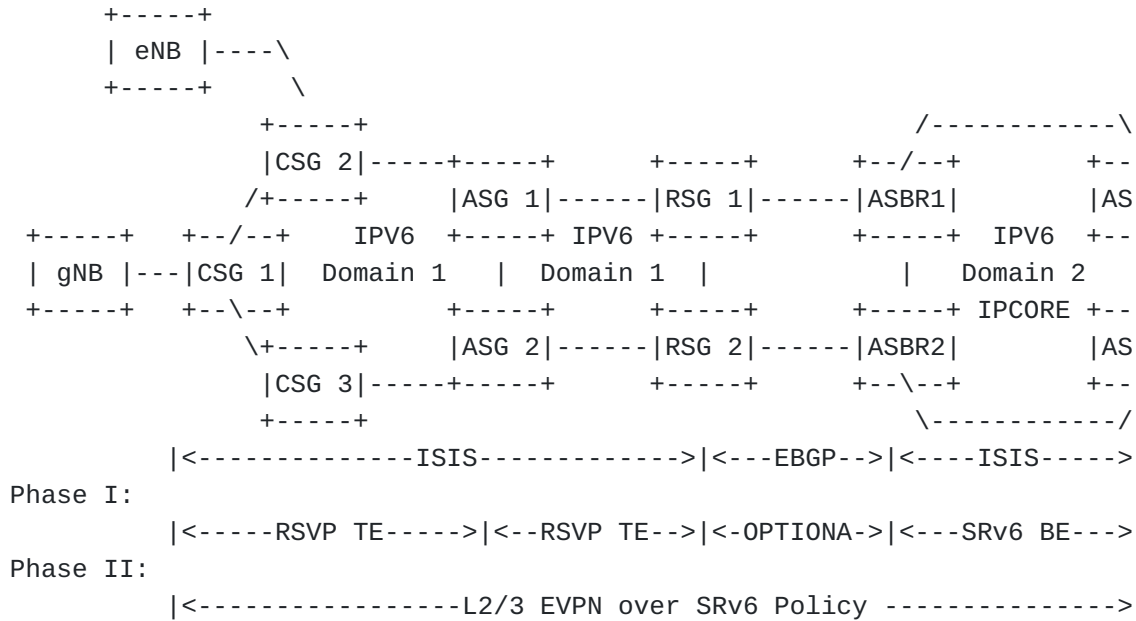 +-----+
      | eNB |----\
      +-----+     \
                +-----+                                   /------------\
                |CSG 2|-----+-----+      +-----+      +--/--+        +--
               /+-----+     |ASG 1|------|RSG 1|------|ASBR1|        |AS
 +-----+   +--/--+    IPV6  +-----+ IPV6 +-----+      +-----+  IPV6  +--
 | gNB |---|CSG 1|  Domain 1   |  Domain 1  |            |   Domain 2
 +-----+   +--\--+          +-----+      +-----+      +-----+ IPCORE +--
               \+-----+     |ASG 2|------|RSG 2|------|ASBR2|        |AS
                |CSG 3|-----+-----+      +-----+      +--\--+        +--
                +-----+                                   \------------/
          |<--------------ISIS------------->|<---EBGP-->|<----ISIS----->
Phase I:
          |<-----RSVP TE----->|<--RSVP TE-->|<-OPTIONA->|<---SRv6 BE--->
Phase II:
          |<-----------------L2/3 EVPN over SRv6 Policy --------------->